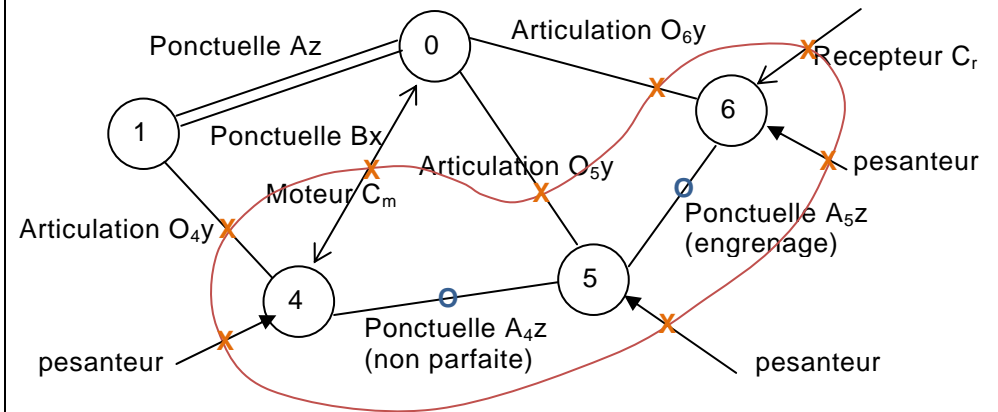 0
Articulation O₆y
Ponctuelle Az
Recepteur Cᵣ
6
1
Ponctuelle Bx
Articulation O₅y
pesanteur
Moteur Cₘ
Ponctuelle A₅z
(engrenage)
Articulation O₄y
5
4
Ponctuelle A₄z
(non parfaite)
pesanteur
pesanteur